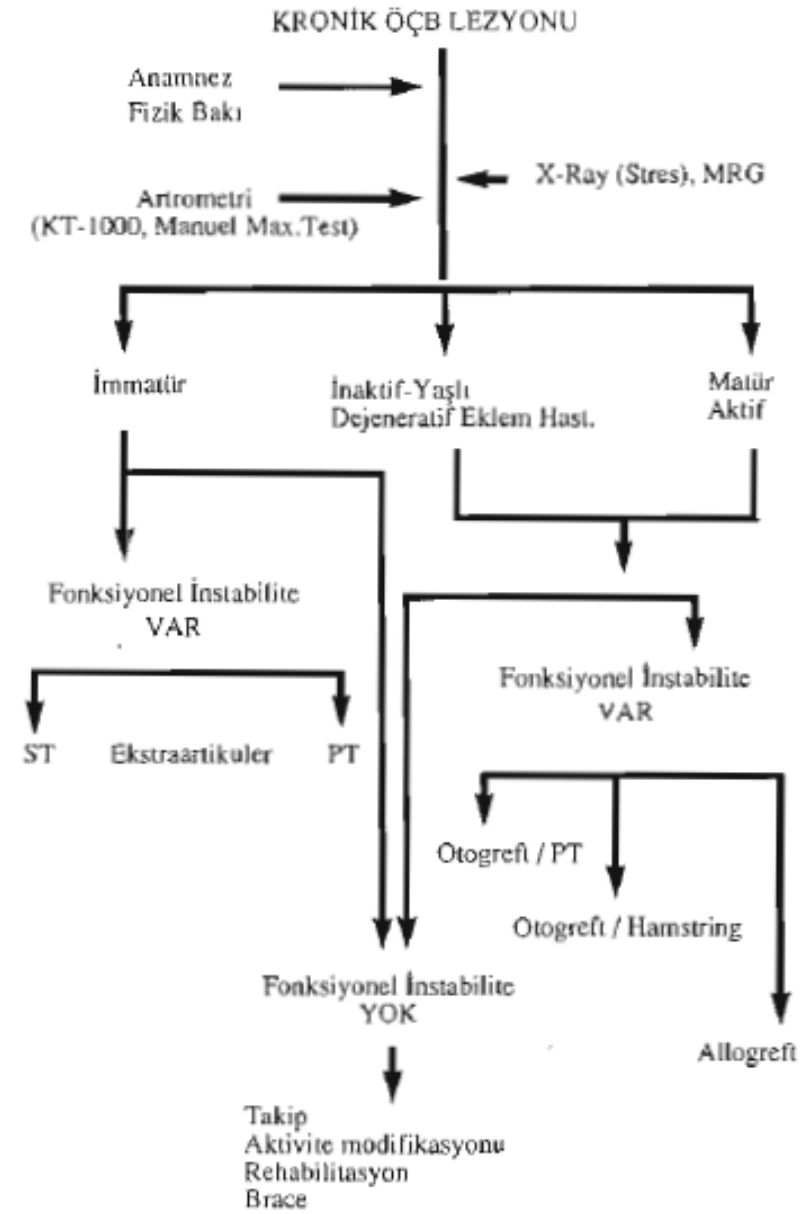 KRONİK ÖÇB LEZYONU
Anamnez
Fizik Bakı
X-Ray (Stres), MRG
Artrometri
(KT-1000, Manuel Max.Test)
İmmatür
İnaktif-Yaşlı
Dejeneratif Eklem Hast.
Matür
Aktif
Fonksiyonel İnstabilite
VAR
Fonksiyonel İnstabilite
VAR
ST
Ekstraartiküler
PT
Otogreft / PT
Otogreft / Hamstring
Fonksiyonel İnstabilite
YOK
Allogreft
Takip
Aktivite modifikasyonu
Rehabilitasyon
Brace